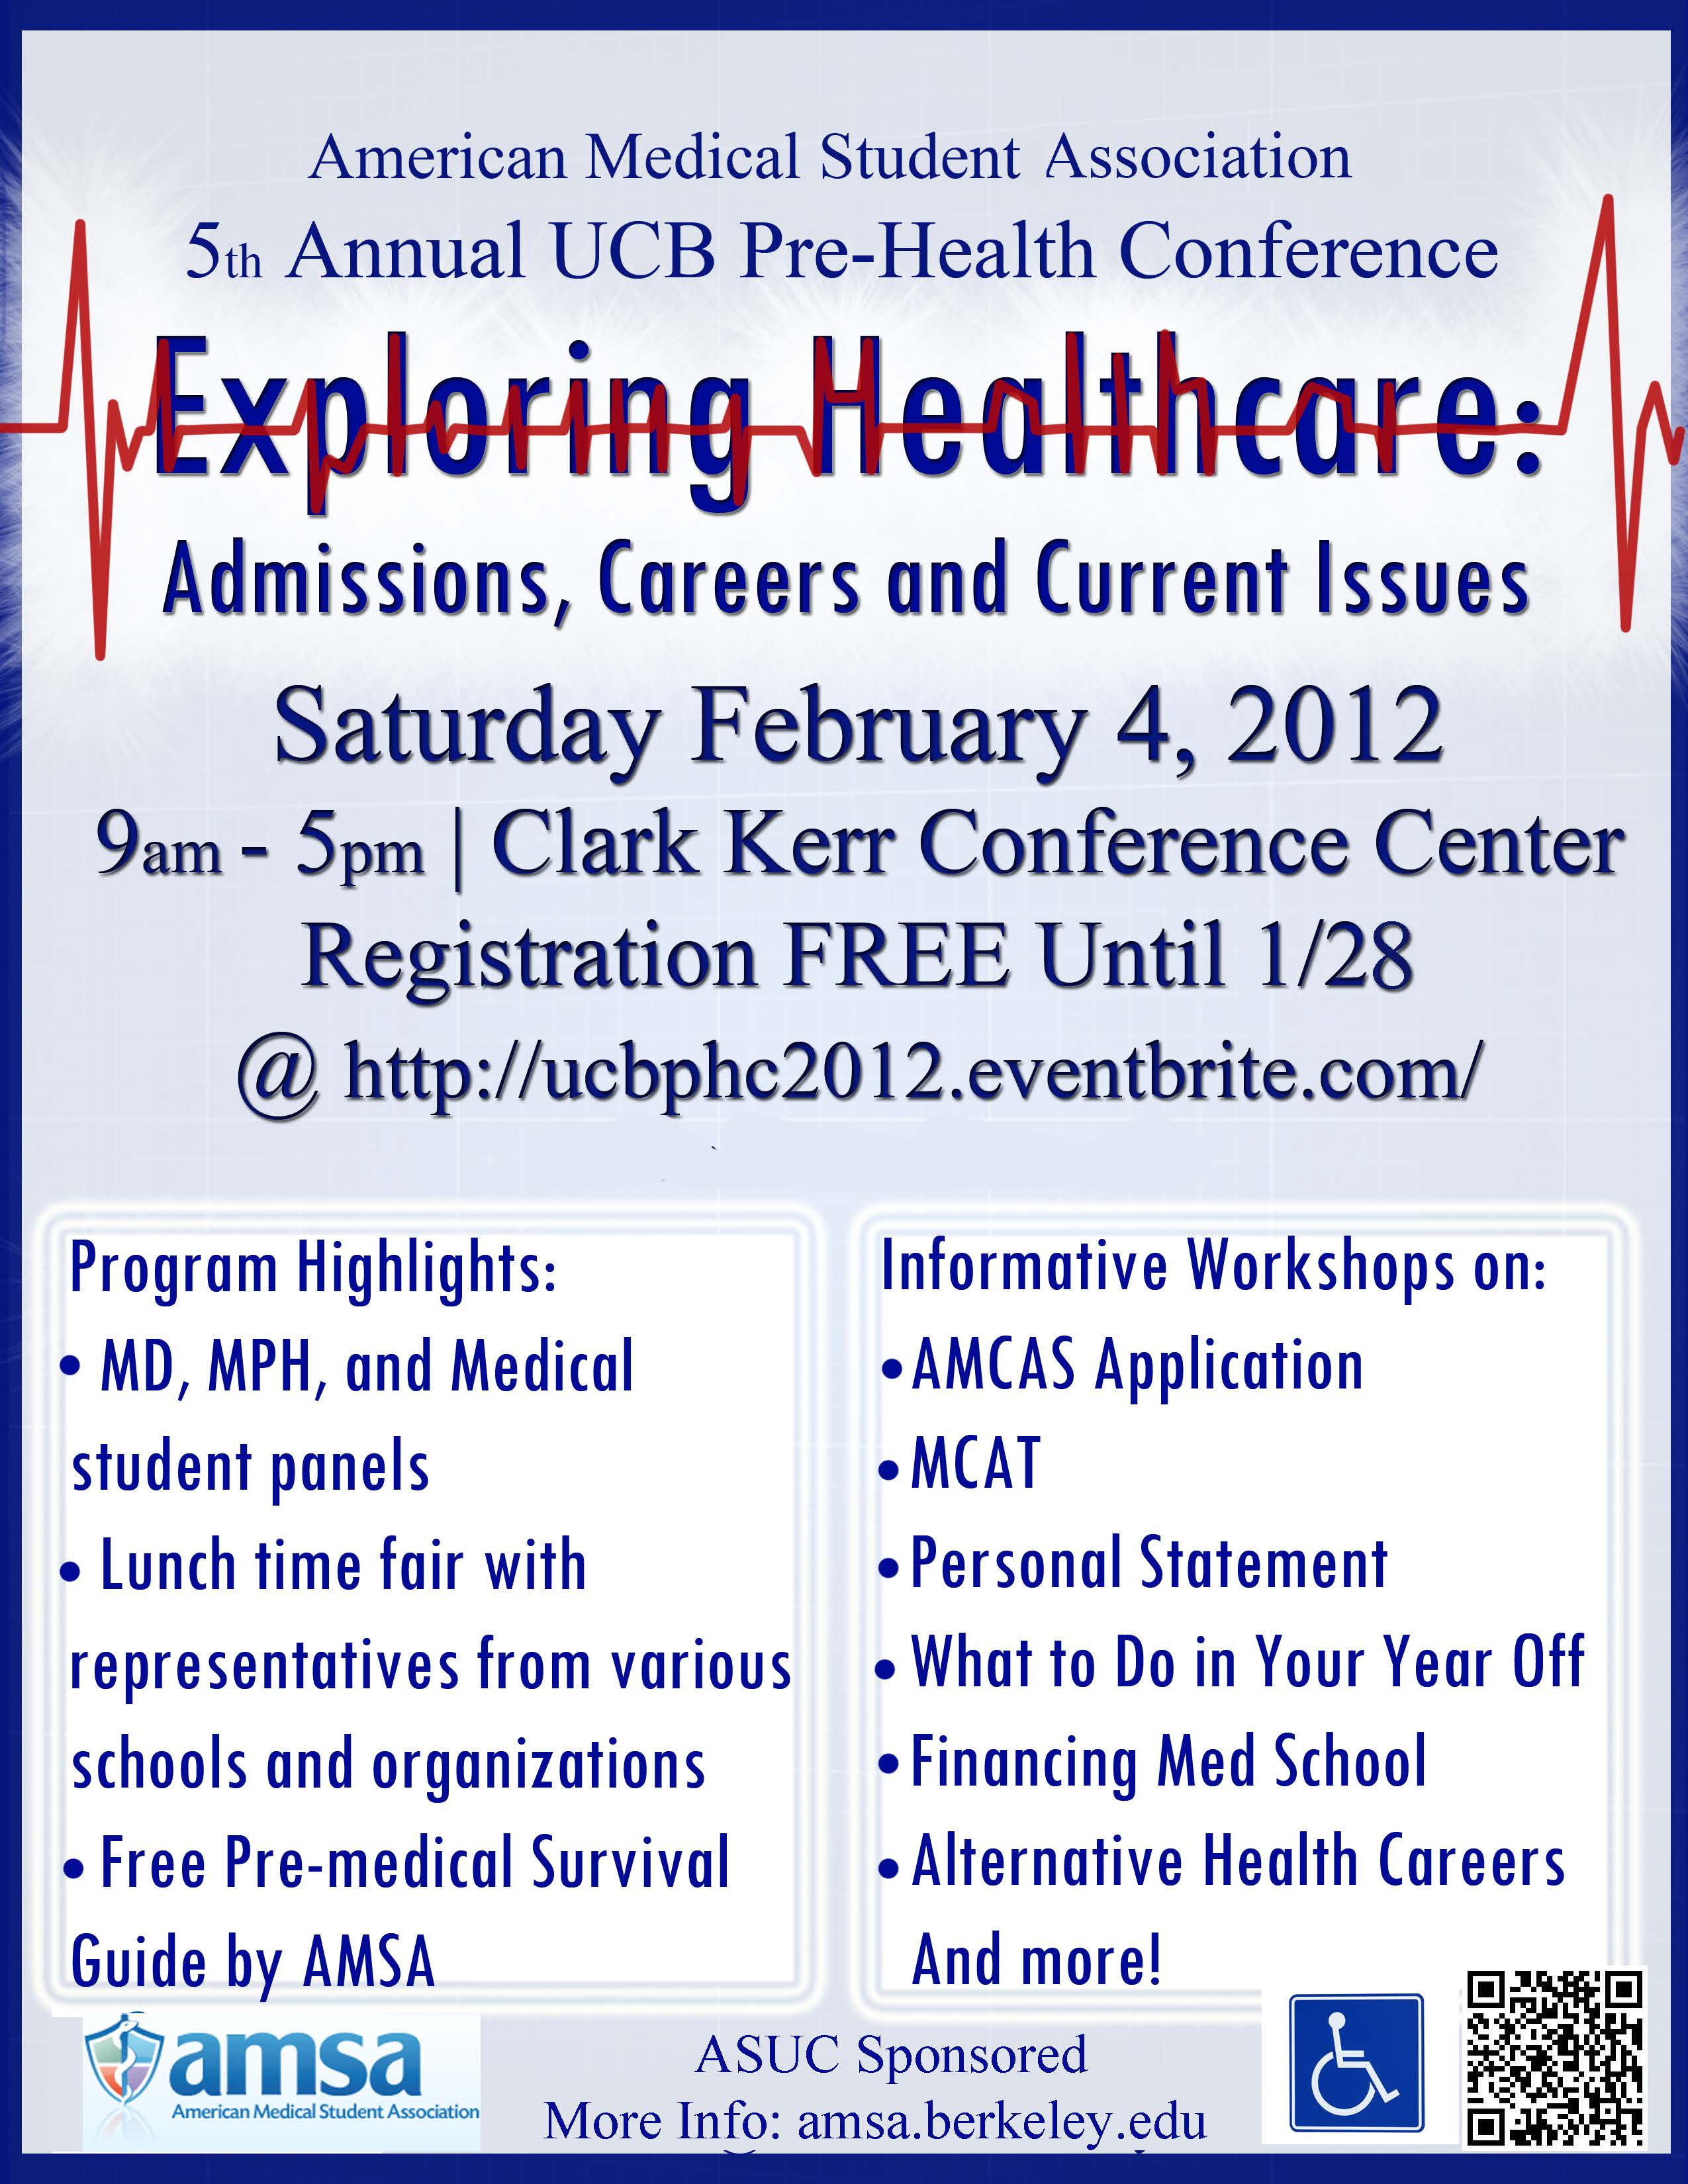 American Medical Student Association
5th Annual UCB Pre-Health Conference
Exploring Healthcare:
Admissions, Careers and Current Issues
Saturday February 4, 2012
9am - 5pm | Clark Kerr Conference Center
Registration FREE Until 1/28
@ http://ucbphc2012.eventbrite.com/
Program Highlights:
• MD, MPH, and Medical
student panels
• Lunch time fair with
representatives from various
schools and organizations
• Free Pre-medical Survival
Guide by AMSA
Informative Workshops on:
• AMCAS Application
• MCAT
• Personal Statement
• What to Do in Your Year Off
• Financing Med School
• Alternative Health Careers
And more!
amsa
American Medical Student Association
ASUC Sponsored
More Info: amsa.berkeley.edu